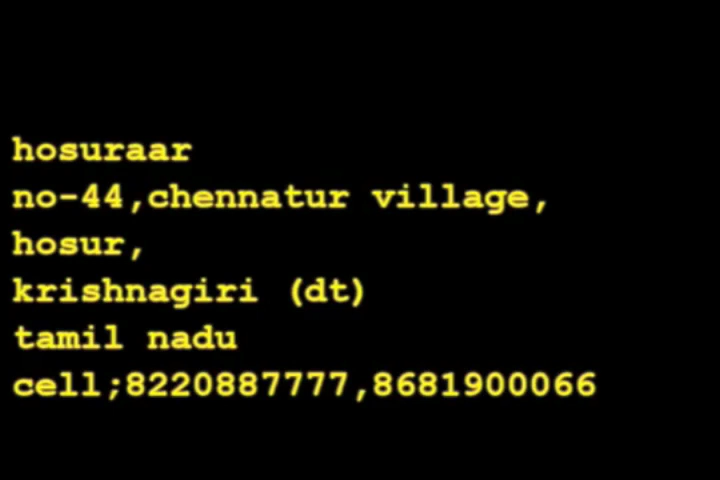 hosuraar
no-44,chennatur village,
hosur,
krishnagiri (dt)
tamil nadu
cell;8220887777,8681900066